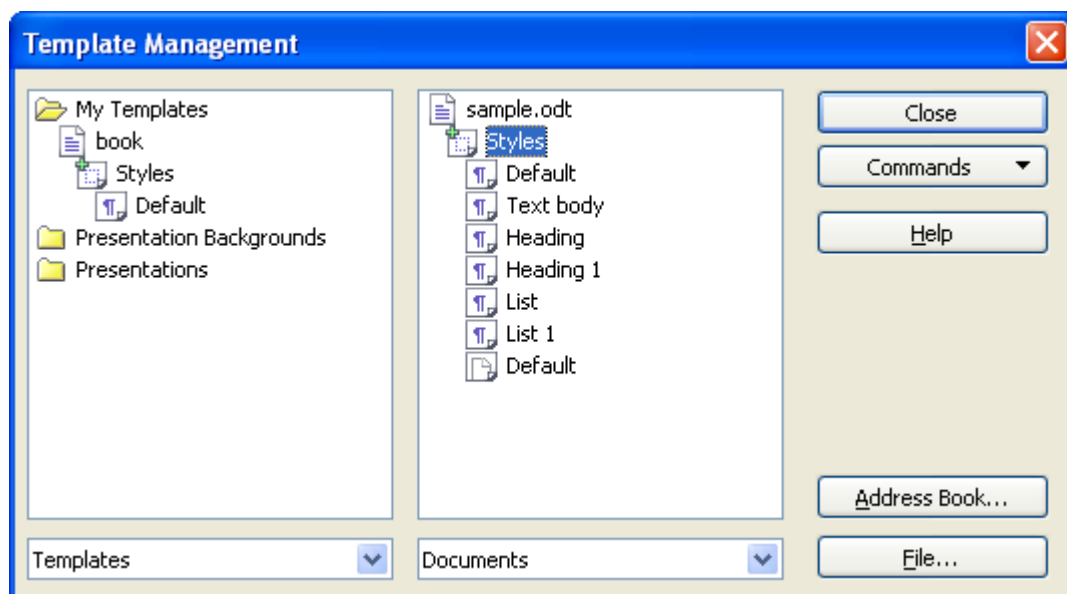 Template Management
My Templates
book
Styles
Default
Presentation Backgrounds
Presentations
Templates
sample.odt
Styles
Default
Text body
Heading
Heading 1
List
List 1
Default
Documents
Close
Commands
Help
Address Book...
File...